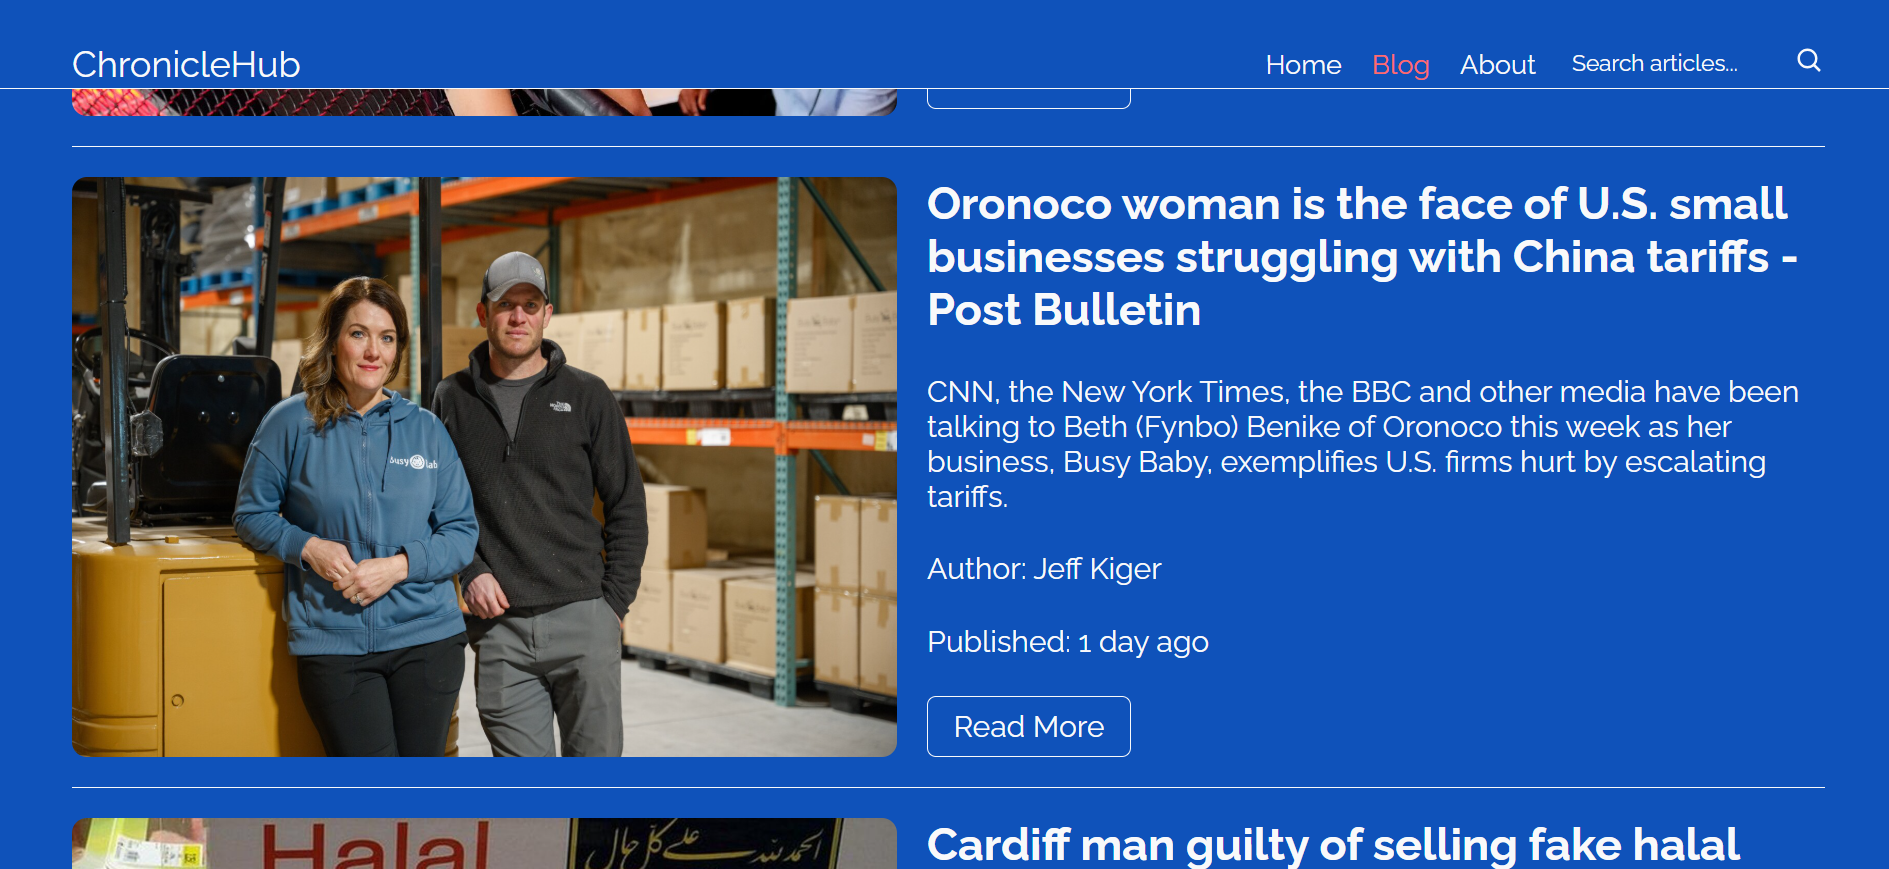 ChronicleHub
Home
Blog
About
Search articles...
Oronoco woman is the face of U.S. small
businesses struggling with China tariffs -
Post Bulletin
CNN, the New York Times, the BBC and other media have been
talking to Beth (Fynbo) Benike of Oronoco this week as her
business, Busy Baby, exemplifies U.S. firms hurt by escalating
tariffs.
Author: Jeff Kiger
Published: 1 day ago
Read More
Busy
Halal
Cardiff man guilty of selling fake halal